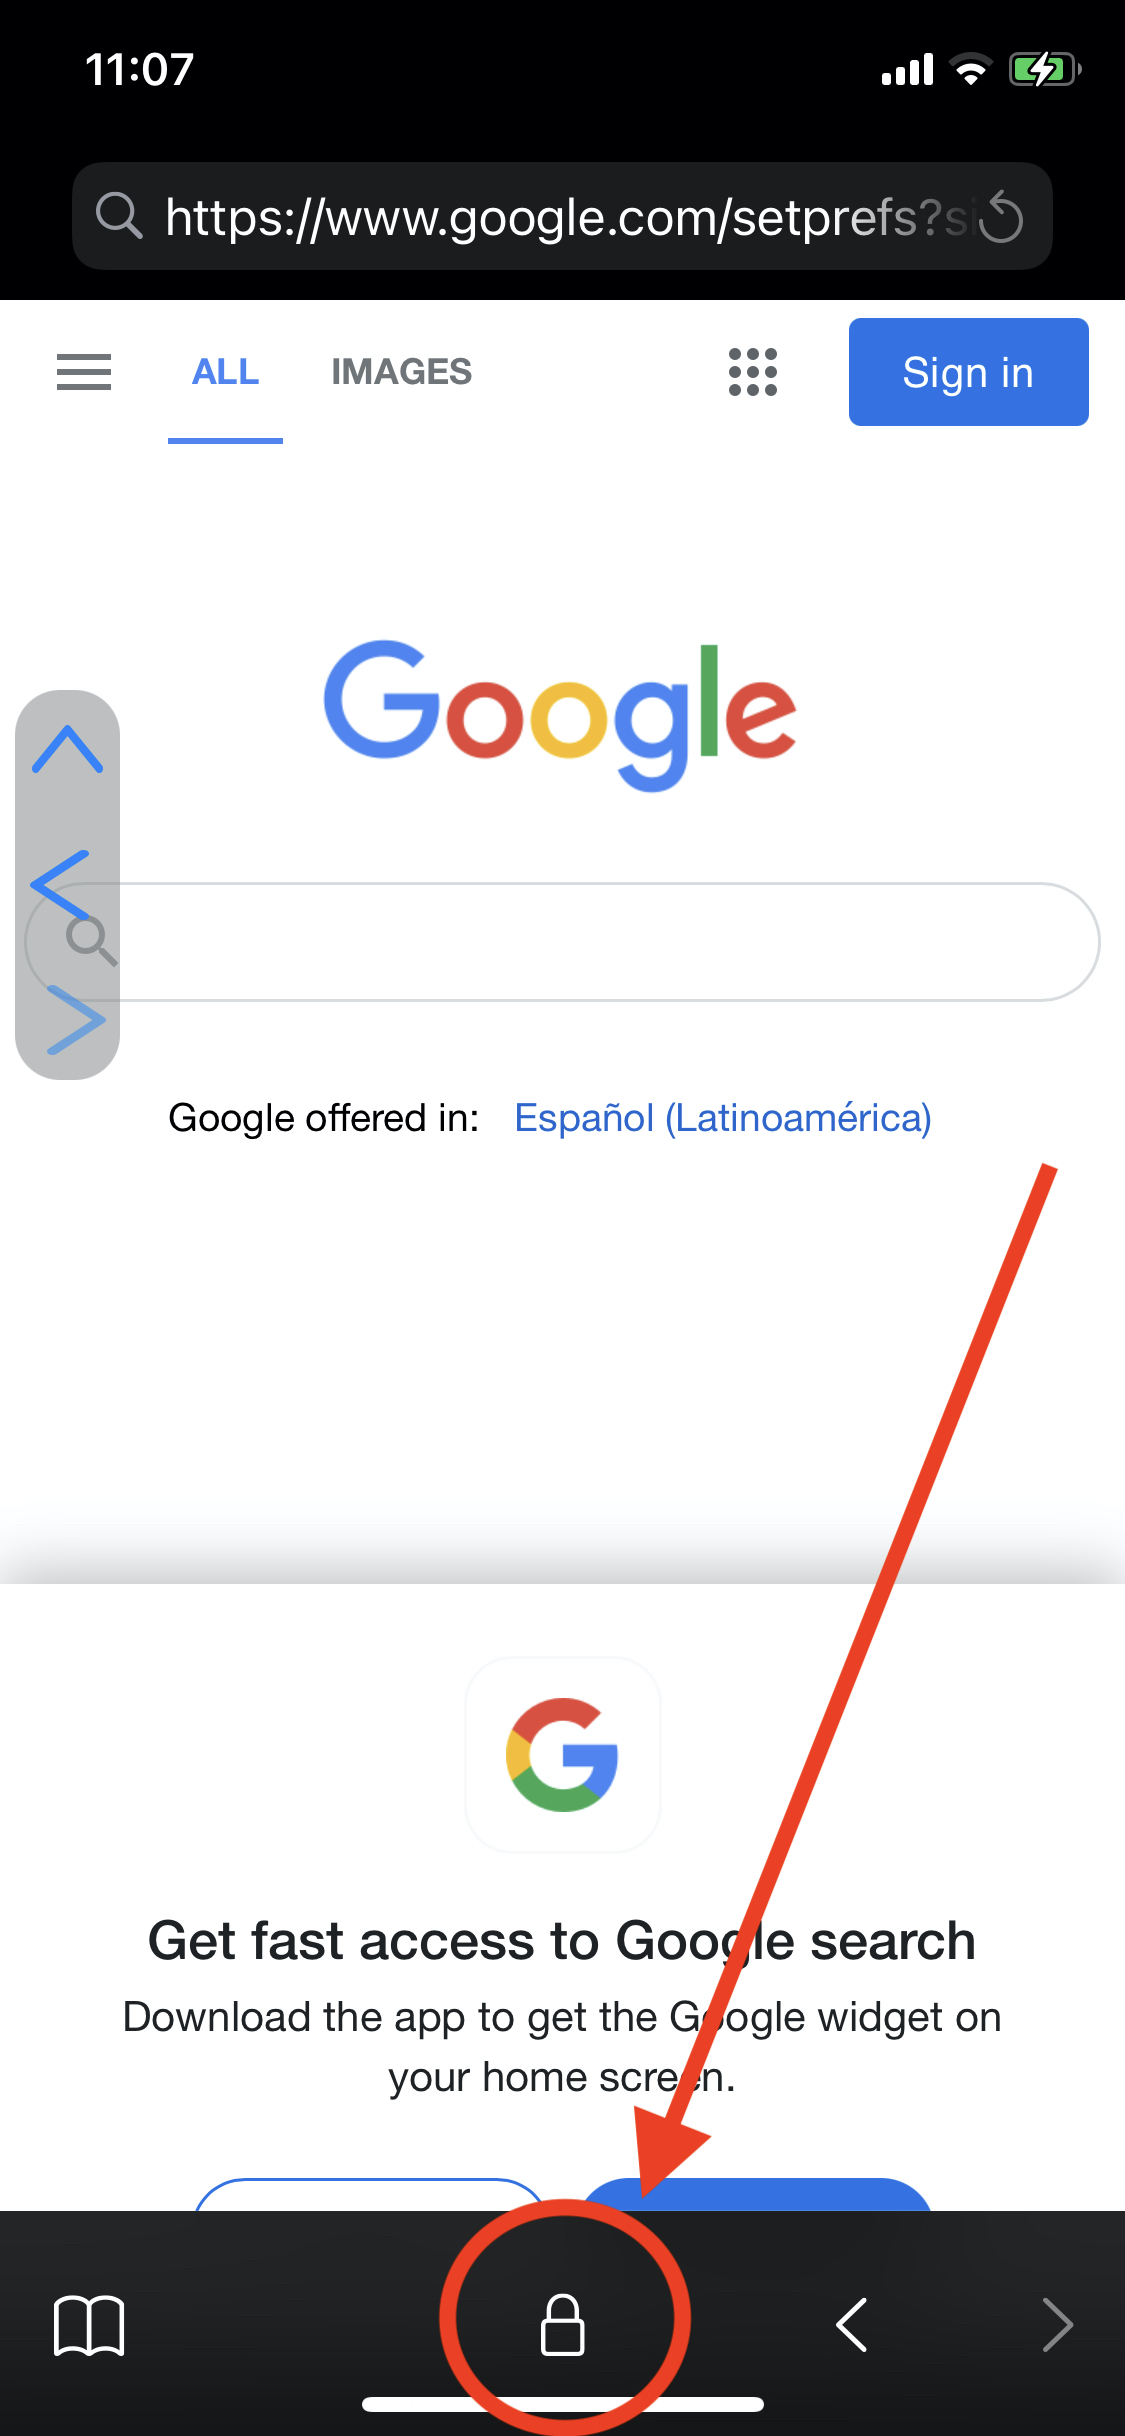 11:07
https://www.google.com/setprefs?si
ALL
IMAGES
Sign in
Google
Google offered in: Español (Latinoamérica)
G
Get fast access to Google search
Download the app to get the Google widget on
your home screen.